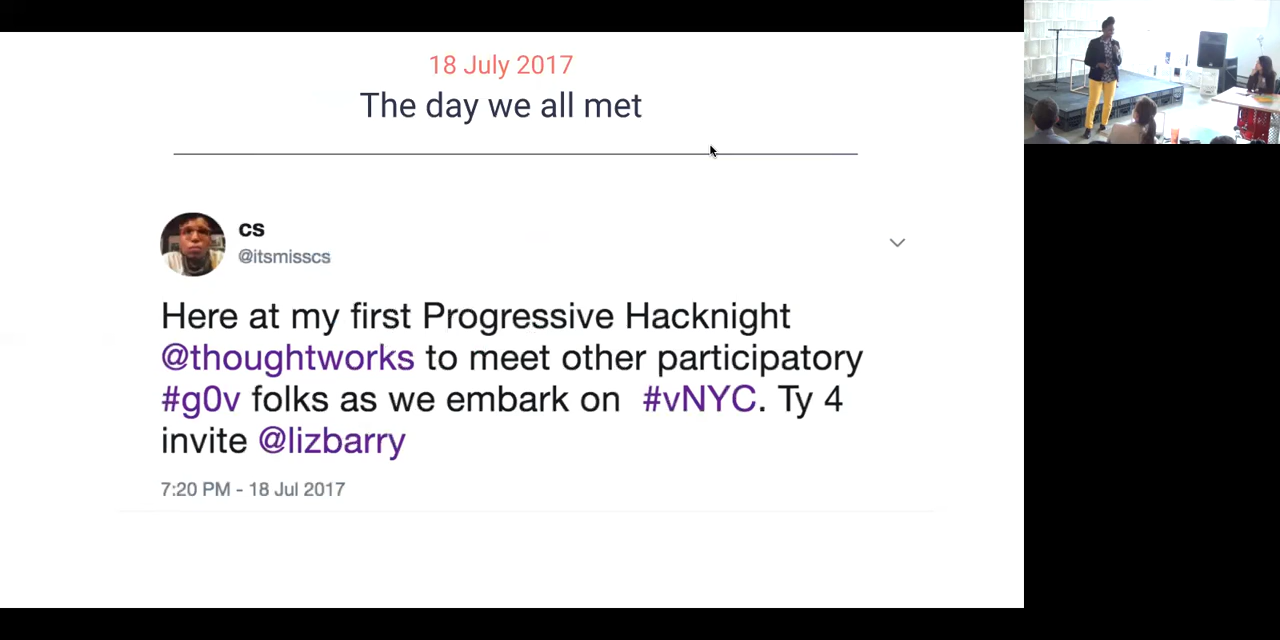 18 July 2017
The day we all met
cs
@itsmisscs
Here at my first Progressive Hacknight
@thoughtworks to meet other participatory
#g0v folks as we embark on #vNYC. Ty 4
invite @lizbarry
7:20 PM - 18 Jul 2017